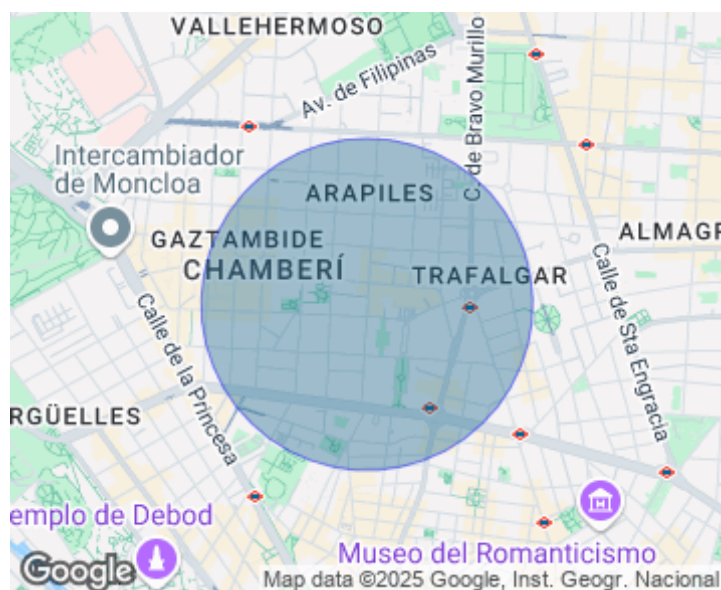 VALLEHERMOSO
Av. de Filipinas
C. de Bravo Murillo
Intercambiador
de Moncloa
ARAPILES
GAZTAMBIDE
CHAMBERÍ
TRAFALGAR
ALMAGR
Calle de Sta Engracia
Calle de la Princesa
RGÜELLES
emplo de Debod
Museo del Romanticismo
Google
Map data ©2025 Google, Inst. Geogr. Nacional